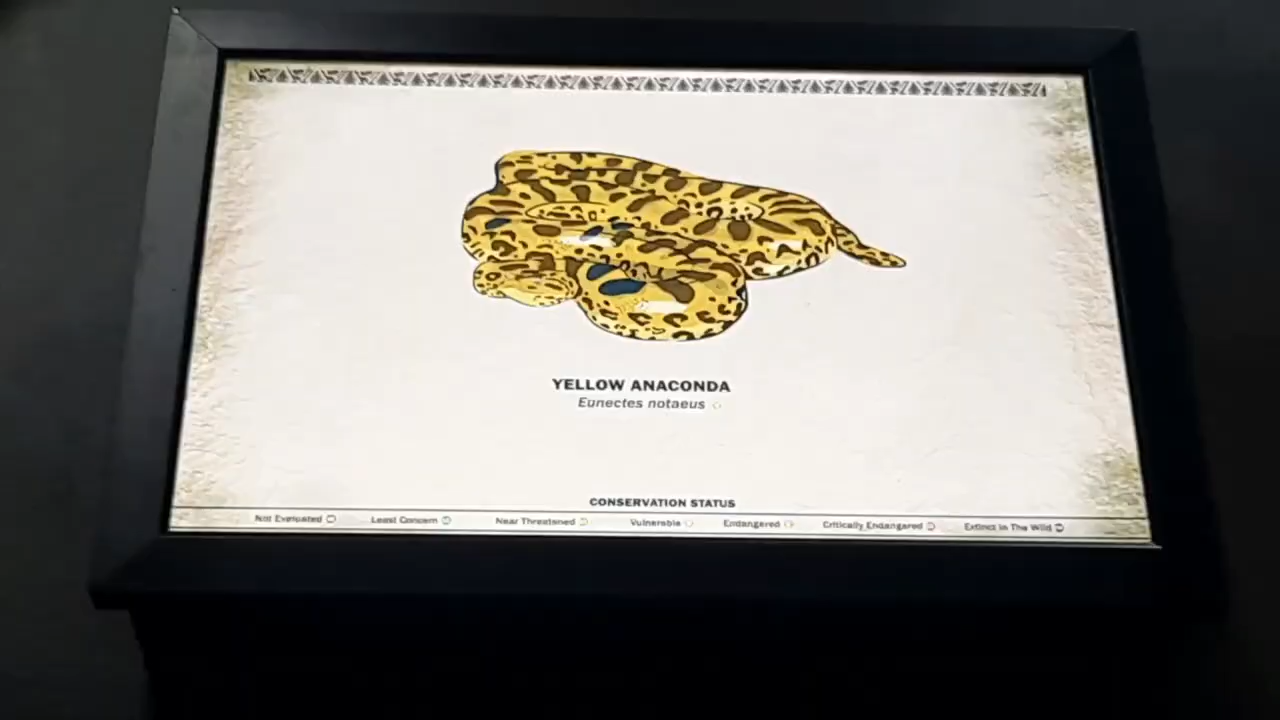 YELLOW ANACONDA
Eunectes notaeus
CONSERVATION STATUS
Not Evaluated
Least Concern
Near Threatened
Vulnerable
Endangered
Critically Endangered
Extinct In The Wild